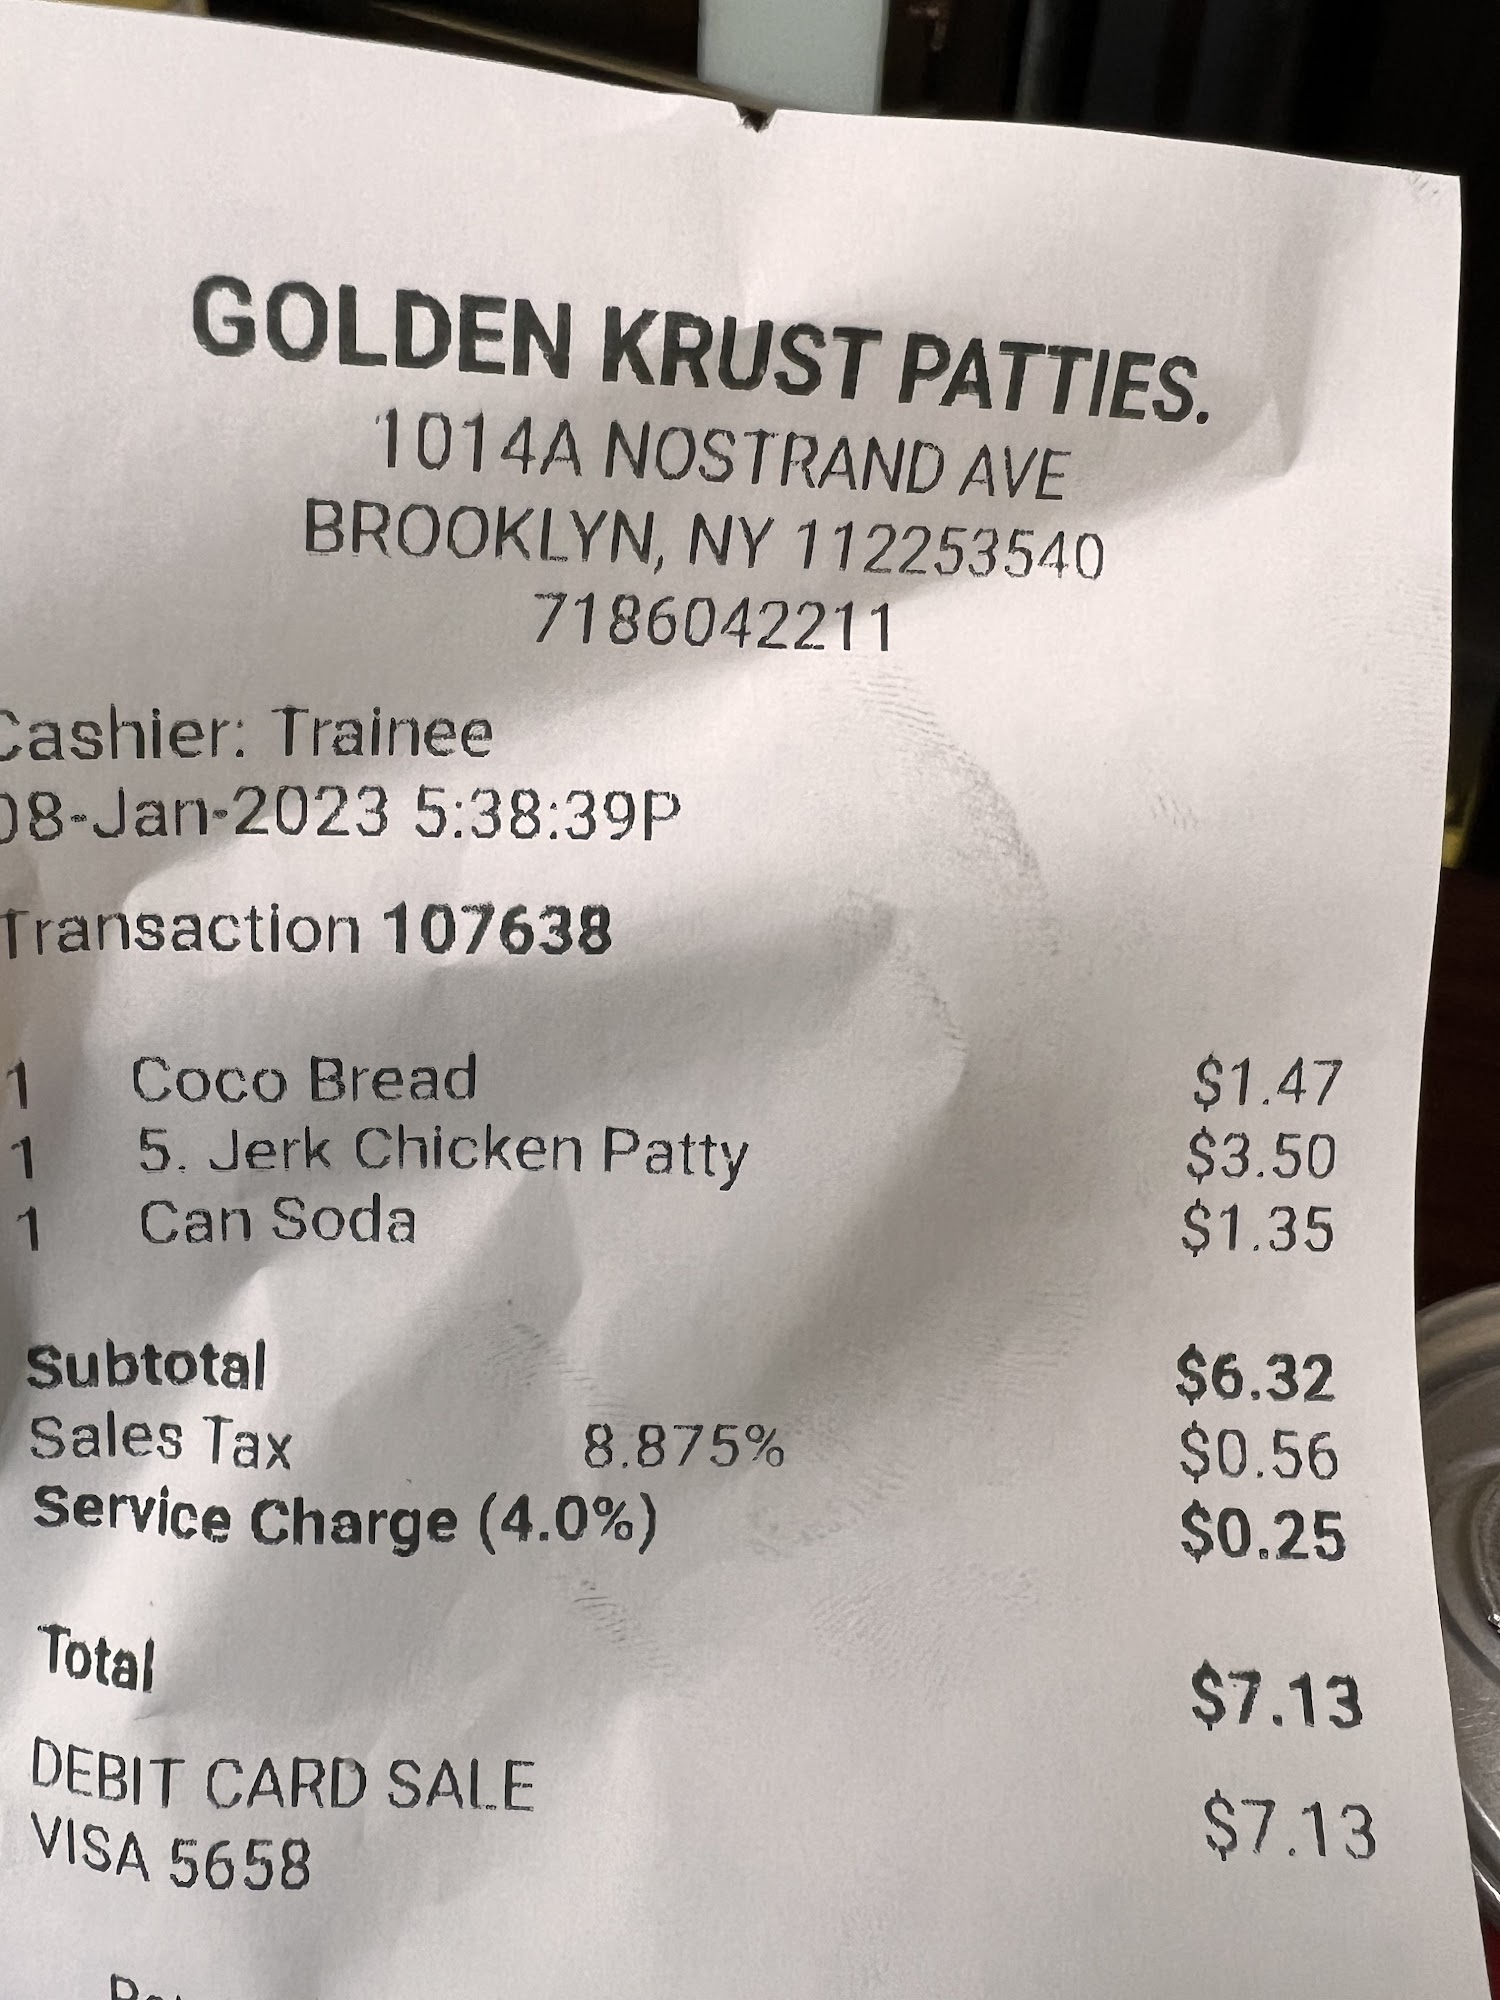 GOLDEN KRUST PATTIES.
1014A NOSTRAND AVE
BROOKLYN, NY 112253540
7186042211
Cashier: Trainee
08-Jan-2023 5:38:39P
Transaction 107638
1 Coco Bread $1.47
1 5. Jerk Chicken Patty $3.50
1 Can Soda $1.35
Subtotal $6.32
Sales Tax 8.875% $0.56
Service Charge (4.0%) $0.25
Total $7.13
DEBIT CARD SALE $7.13
VISA 5658